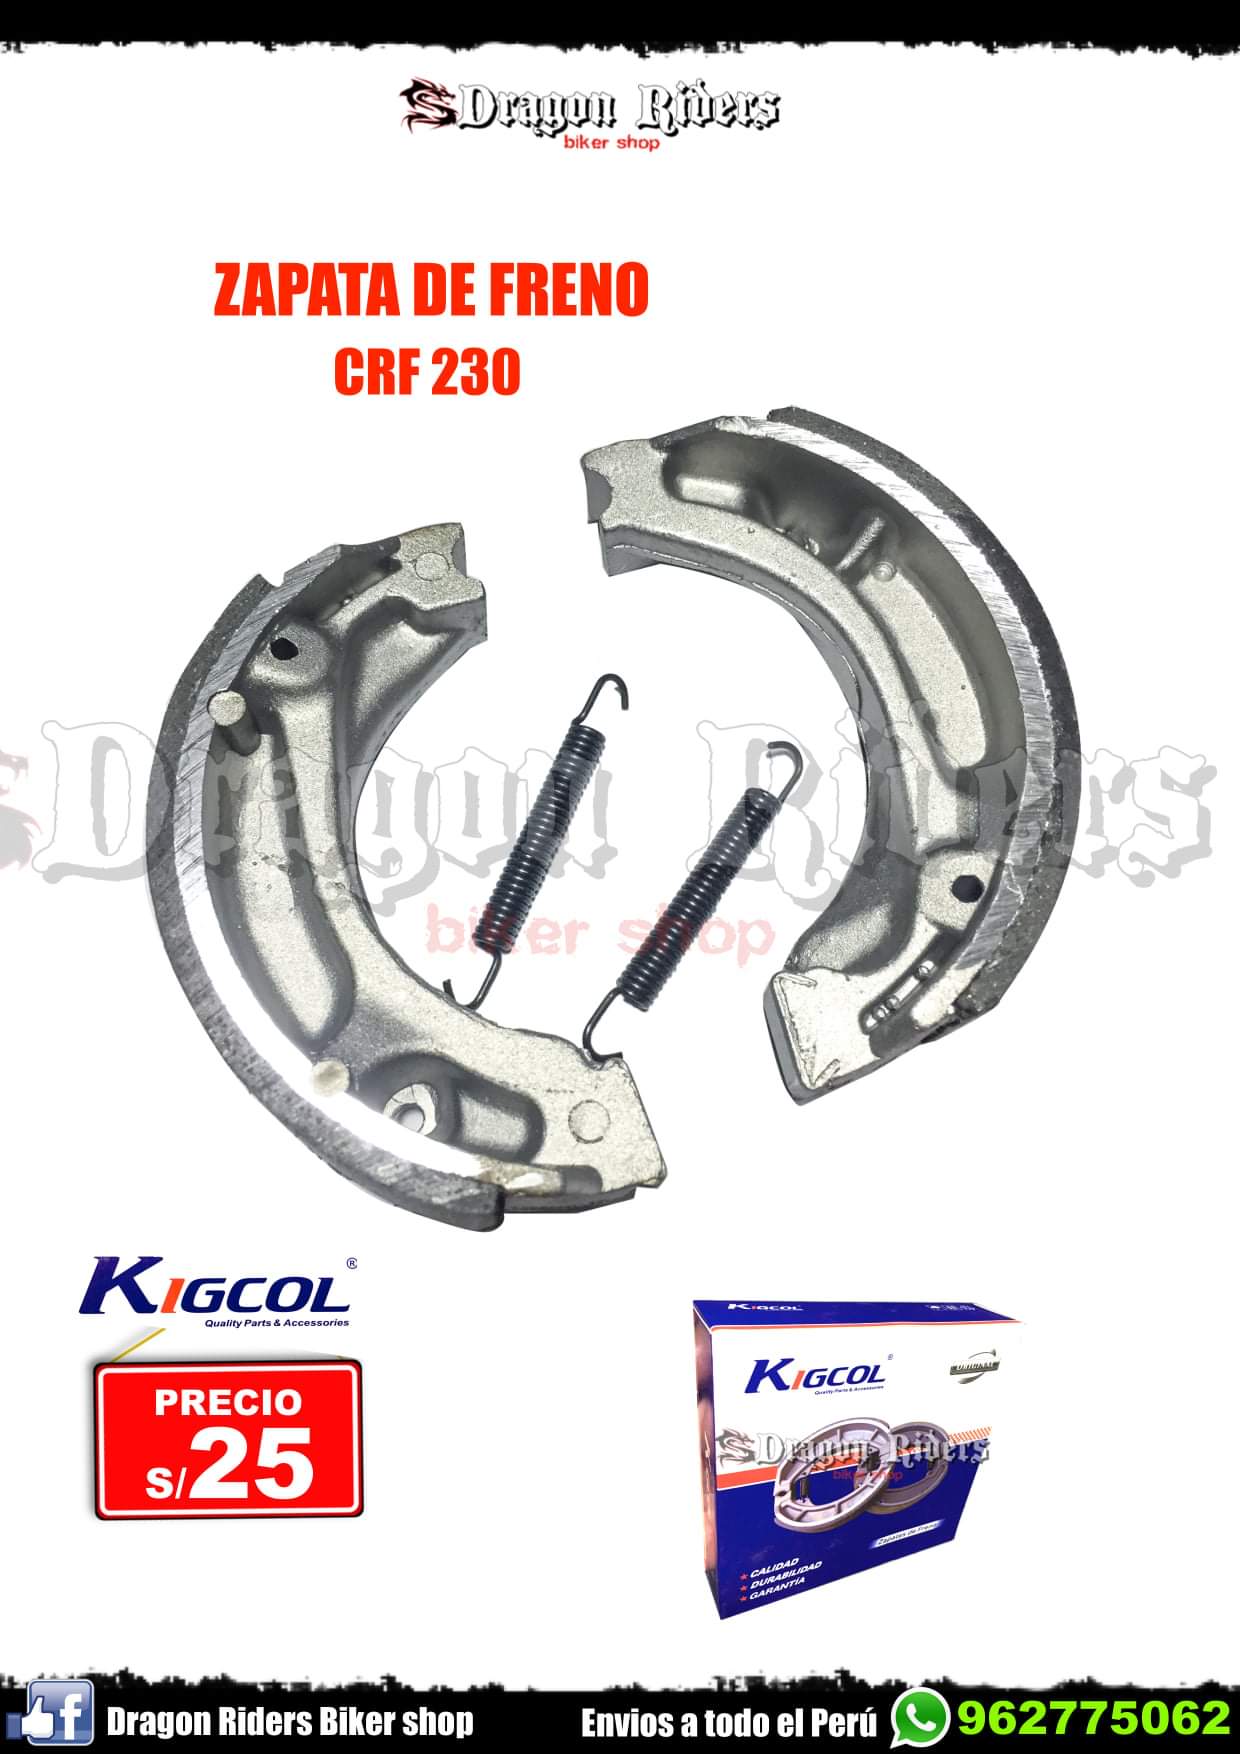 Dragon Riders
biker shop
ZAPATA DE FRENO
CRF 230
Dragon Riders
biker shop
KIGCOL®
Quality Parts & Accessories
PRECIO
S/25
KIGCOL
KIGCOL®
Quality Parts & Accessories
Dragon Riders
biker shop
Zapatas de Freno
★ CALIDAD
★ DURABILIDAD
★ GARANTÍA
f Dragon Riders Biker shop
Envios a todo el Perú
962775062